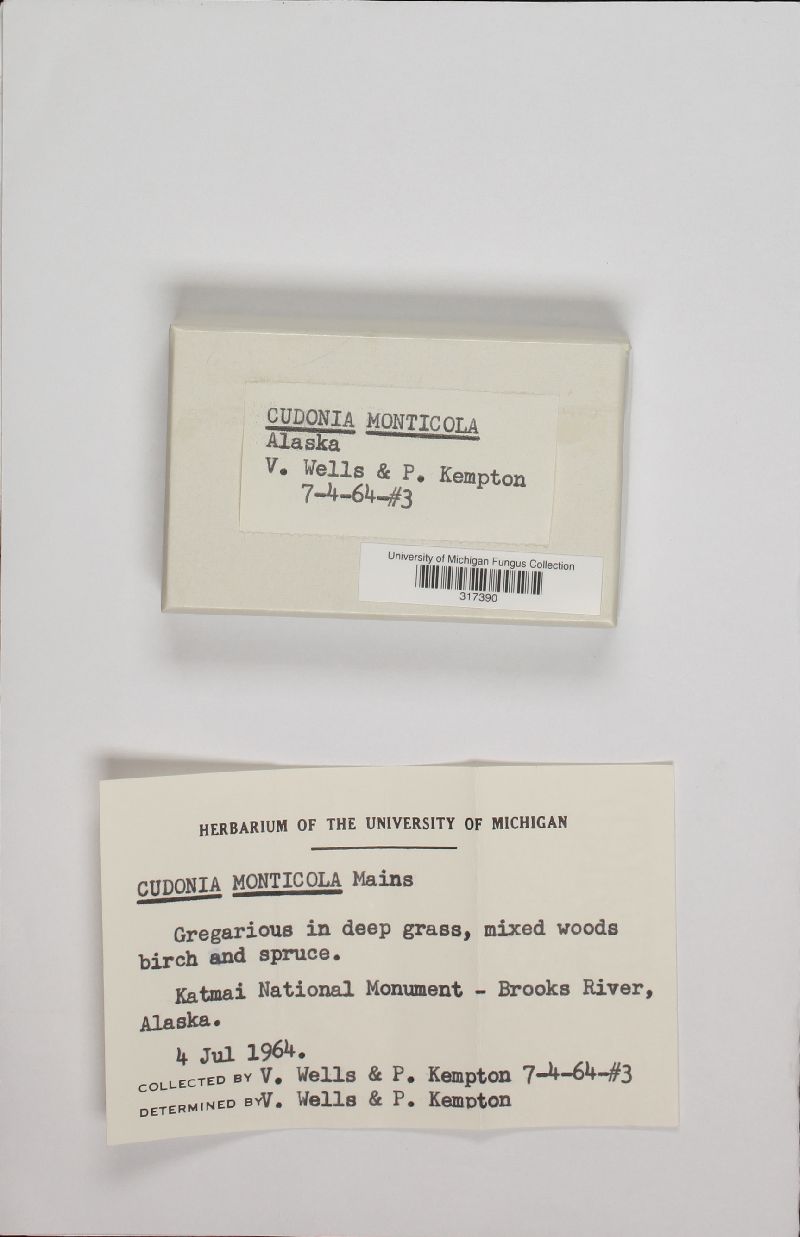 CUDONIA MONTICOLA
Alaska
V. Wells & P. Kempton
7-4-64-#3
University of Michigan Fungus Collection
317390
HERBARIUM OF THE UNIVERSITY OF MICHIGAN
CUDONIA MONTICOLA Mains
Gregarious in deep grass, mixed woods
birch and spruce.
Katmai National Monument - Brooks River,
Alaska.
4 Jul 1964.
COLLECTED BY V. Wells & P. Kempton 7-4-64-#3
DETERMINED BY V. Wells & P. Kempton